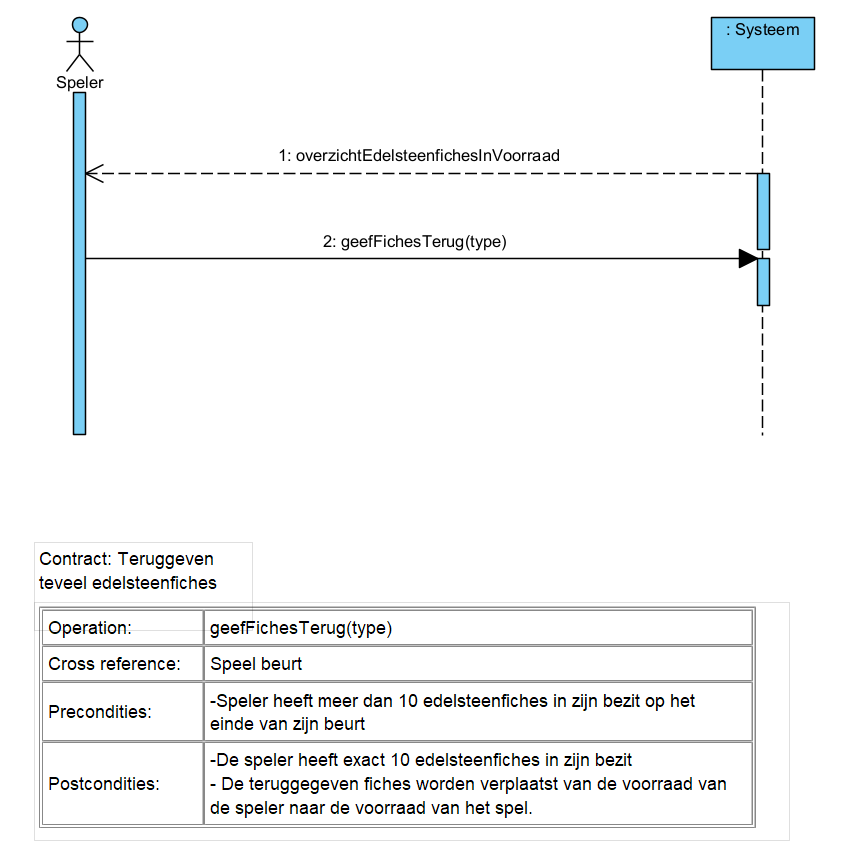 : Systeem
Speler
1: overzichtEdelsteenfichesInVoorraad
2: geefFichesTerug(type)
Contract: Teruggeven
teveel edelsteenfiches
Operation: geefFichesTerug(type)
Cross reference: Speel beurt
Precondities: -Speler heeft meer dan 10 edelsteenfiches in zijn bezit op het
einde van zijn beurt
Postcondities: -De speler heeft exact 10 edelsteenfiches in zijn bezit
- De teruggegeven fiches worden verplaatst van de voorraad van
de speler naar de voorraad van het spel.